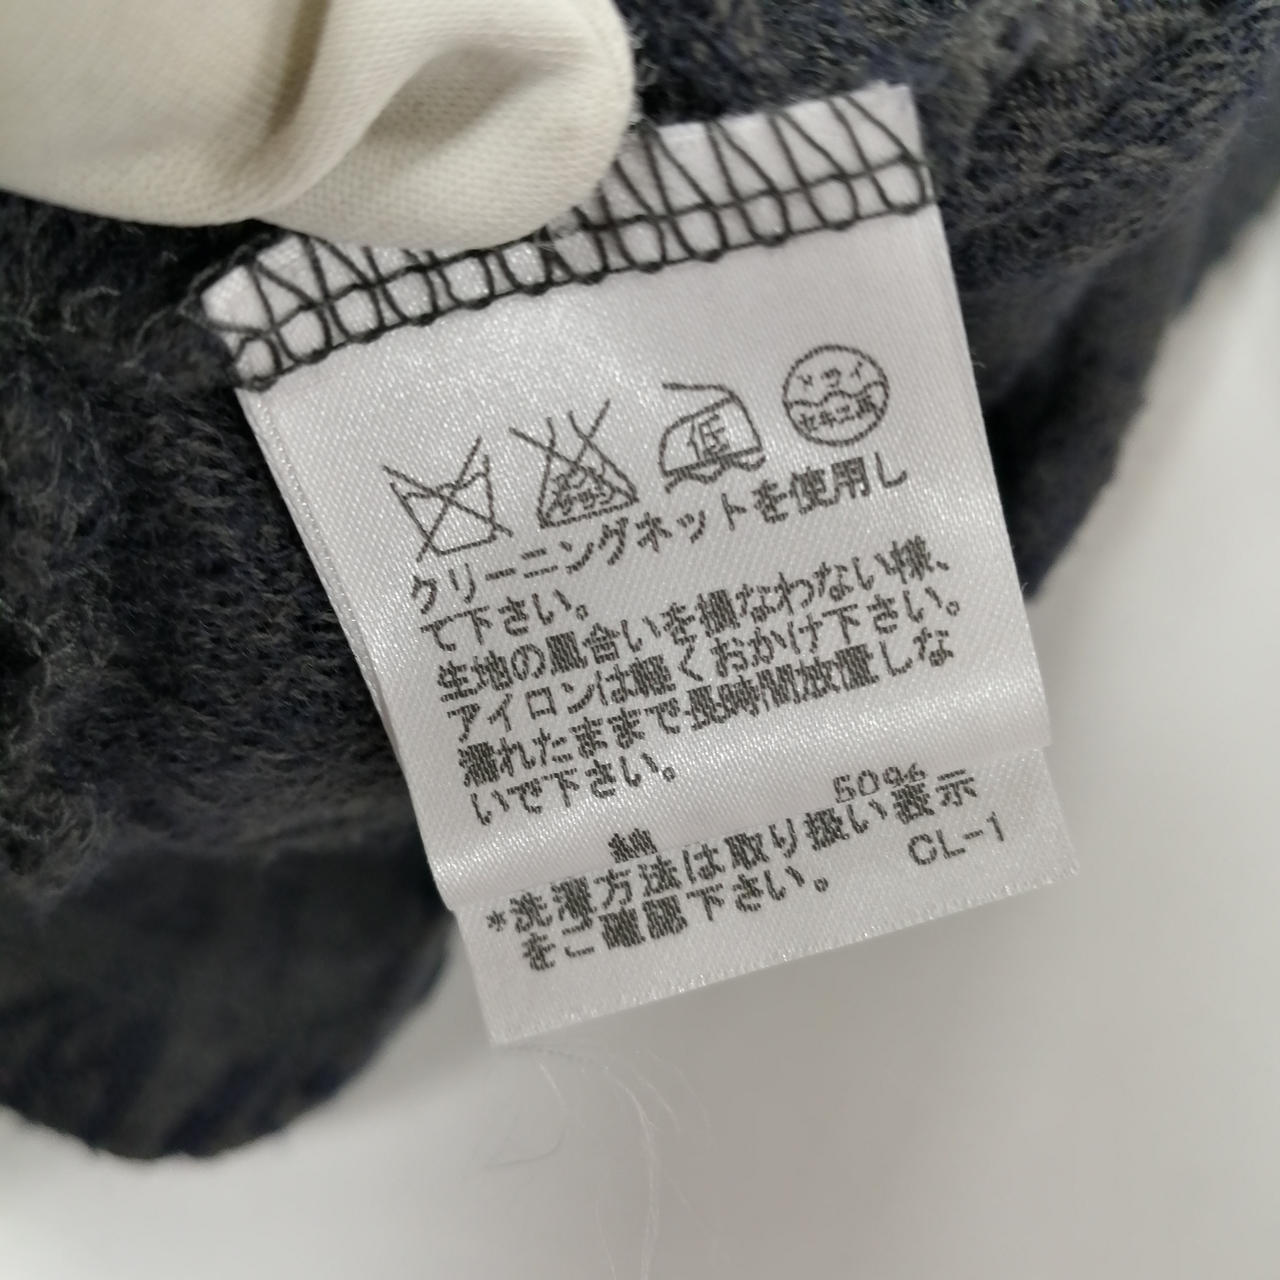 低
ドライ
セキユ系
クリーニングネットを使用し
て下さい。
生地の風合いを損なわない様、
アイロンは軽くおかけ下さい。
濡れたままで長時間放置しな
いで下さい。
綿 50%
*洗濯方法は取り扱い表示
をご確認下さい。 CL-1